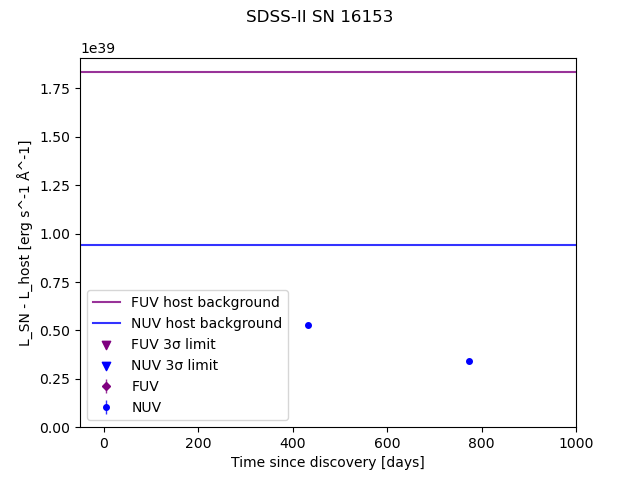 SDSS-II SN 16153
1e39
1.75
1.50
1.25
1.00
0.75
0.50
0.25
0.00
L_SN - L_host [erg s^-1 Å^-1]
FUV host background
NUV host background
FUV 3σ limit
NUV 3σ limit
FUV
NUV
0 200 400 600 800 1000
Time since discovery [days]